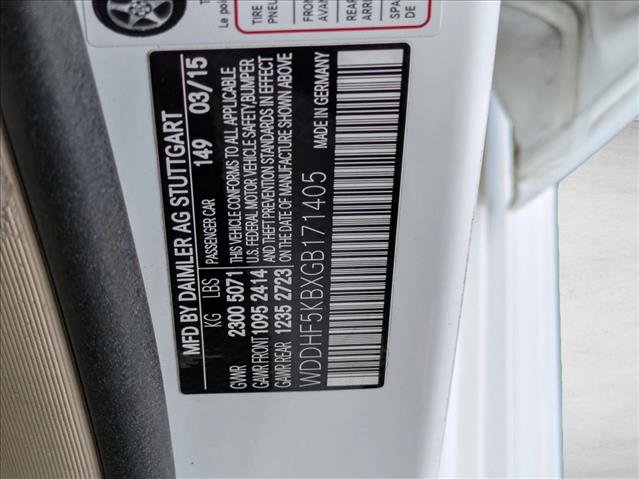 MFD BY DAIMLER AG STUTTGART
149 03/15
KG LBS PASSENGER CAR
GVWR 2300 5071 THIS VEHICLE CONFORMS TO ALL APPLICABLE
GAWR FRONT 1095 2414 U.S. FEDERAL MOTOR VEHICLE SAFETY,BUMPER
AND THEFT PREVENTION STANDARDS IN EFFECT
GAWR REAR 1235 2723 ON THE DATE OF MANUFACTURE SHOWN ABOVE
WDDHF5KBXGB171405 MADE IN GERMANY
Le
TIRE
REAR